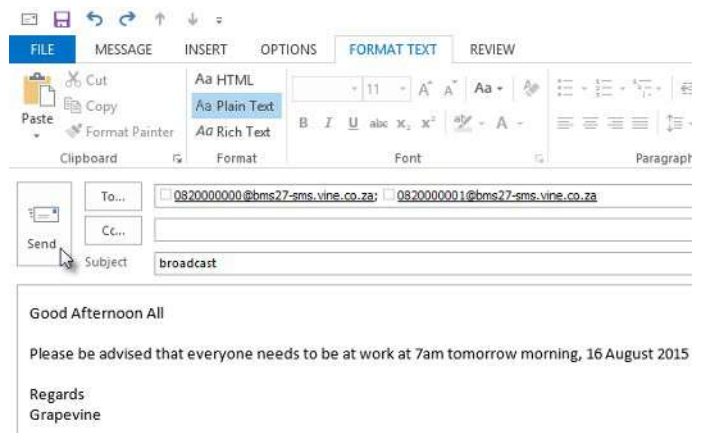 FILE MESSAGE INSERT OPTIONS FORMAT TEXT REVIEW
Cut
Copy
Format Painter
Paste
Clipboard
Aa HTML
Aa Plain Text
Aa Rich Text
Format
11 A A Aa
B I U abc X₂ X² A
Font
Paragraph
Send
To... 0820000000@bms27-sms.vine.co.za; 0820000001@bms27-sms.vine.co.za
Cc...
Subject broadcast
Good Afternoon All
Please be advised that everyone needs to be at work at 7am tomorrow morning, 16 August 2015
Regards
Grapevine